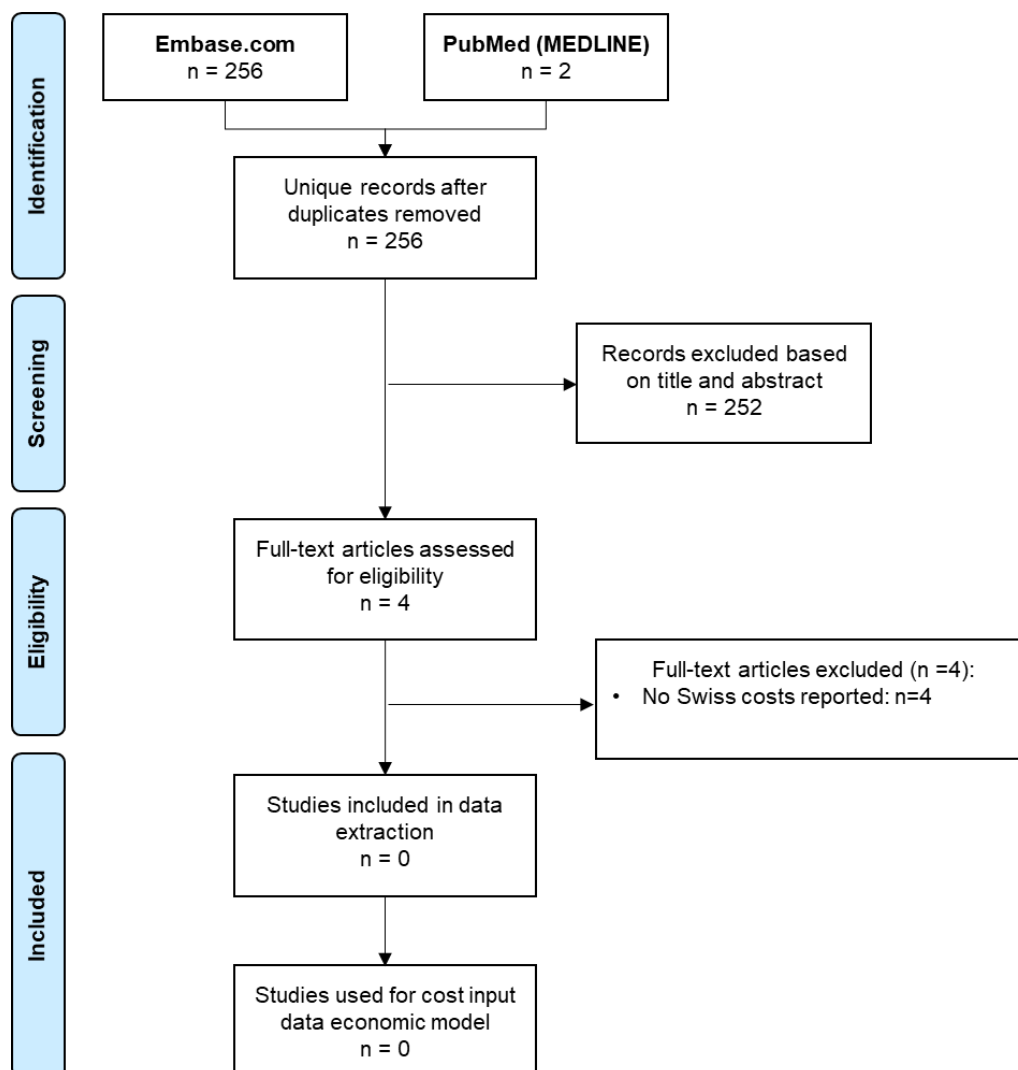 Identification
Embase.com
n = 256
PubMed (MEDLINE)
n = 2
Unique records after
duplicates removed
n = 256
Screening
Records excluded based
on title and abstract
n = 252
Eligibility
Full-text articles assessed
for eligibility
n = 4
Full-text articles excluded (n =4):
• No Swiss costs reported: n=4
Included
Studies included in data
extraction
n = 0
Studies used for cost input
data economic model
n = 0